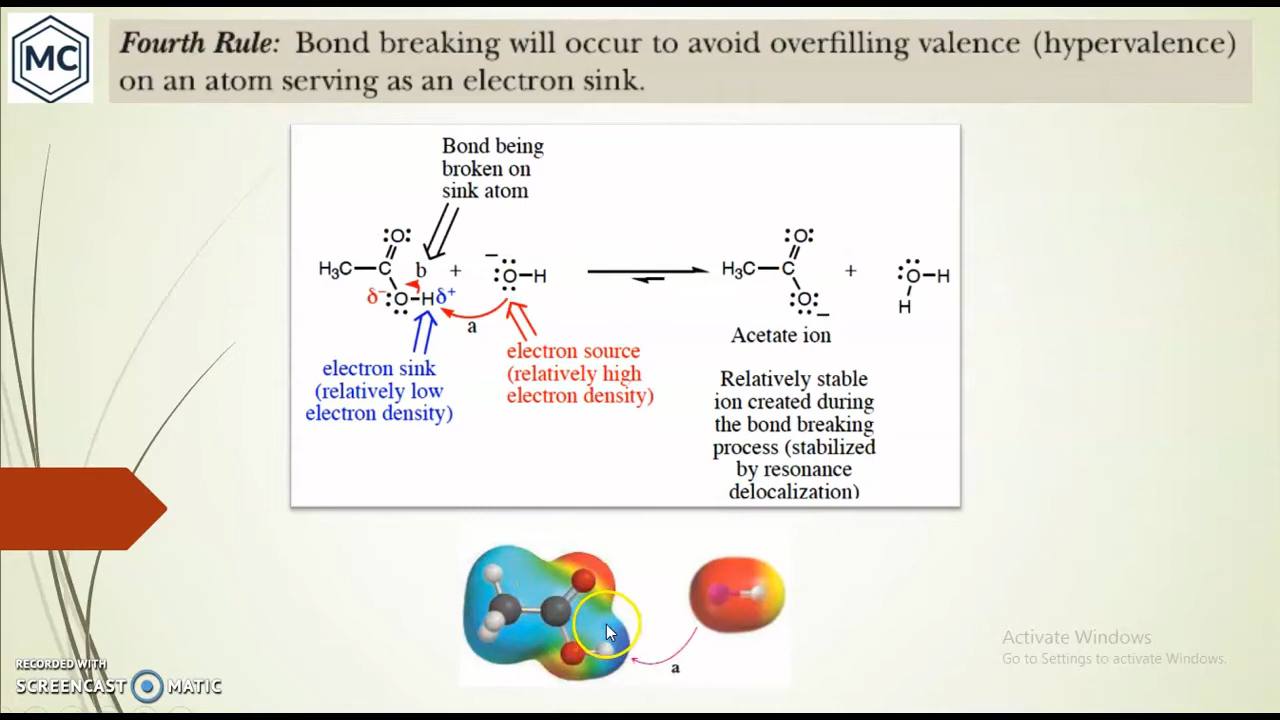 MC
Fourth Rule: Bond breaking will occur to avoid overfilling valence (hypervalence)
on an atom serving as an electron sink.
Bond being
broken on
sink atom
:O:
H₃C
C
b
+
δ⁻
:O
H
δ⁺
a
−
:O
H
:O:
H₃C
C
:O:
−
+
:O
H
H
Acetate ion
electron sink
(relatively low
electron density)
electron source
(relatively high
electron density)
Relatively stable
ion created during
the bond breaking
process (stabilized
by resonance
delocalization)
a
Activate Windows
Go to Settings to activate Windows.
RECORDED WITH
SCREENCAST MATIC